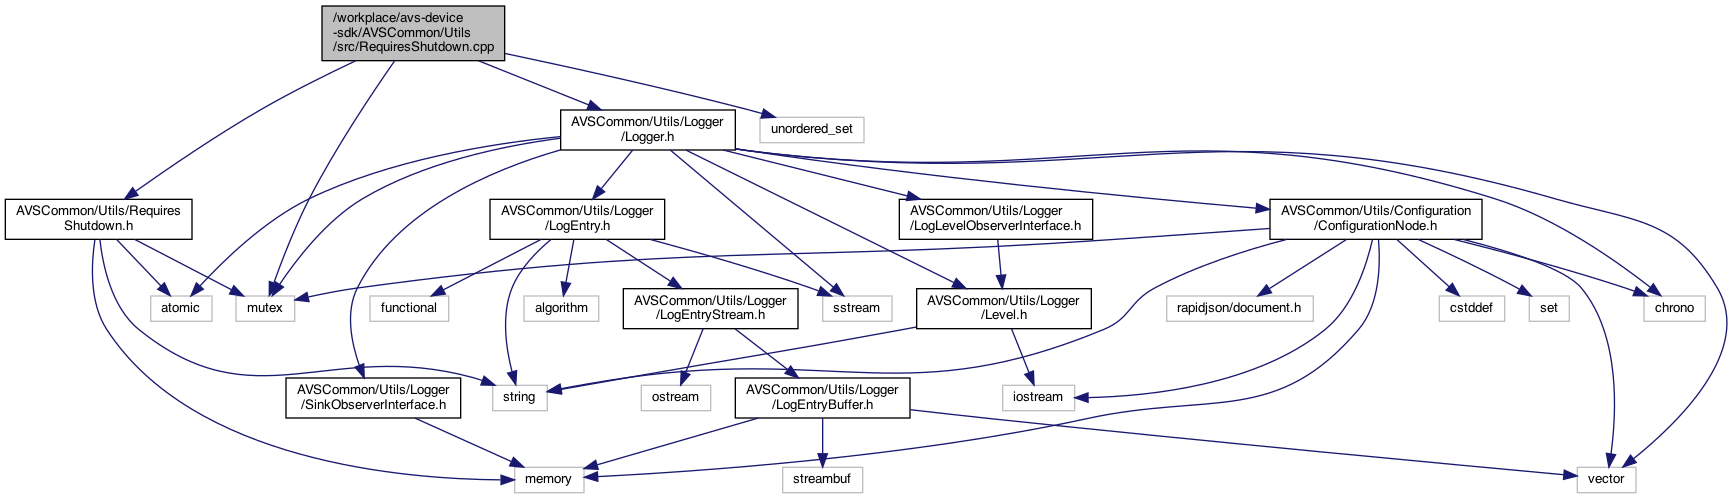 /workplace/avs-device
-sdk/AVSCommon/Utils
/src/RequiresShutdown.cpp
AVSCommon/Utils/Logger
/Logger.h
unordered_set
AVSCommon/Utils/Requires
Shutdown.h
AVSCommon/Utils/Logger
/LogEntry.h
AVSCommon/Utils/Logger
/LogLevelObserverInterface.h
AVSCommon/Utils/Configuration
/ConfigurationNode.h
atomic
mutex
functional
algorithm
AVSCommon/Utils/Logger
/LogEntryStream.h
sstream
AVSCommon/Utils/Logger
/Level.h
rapidjson/document.h
cstddef
set
chrono
AVSCommon/Utils/Logger
/SinkObserverInterface.h
string
ostream
AVSCommon/Utils/Logger
/LogEntryBuffer.h
iostream
memory
streambuf
vector